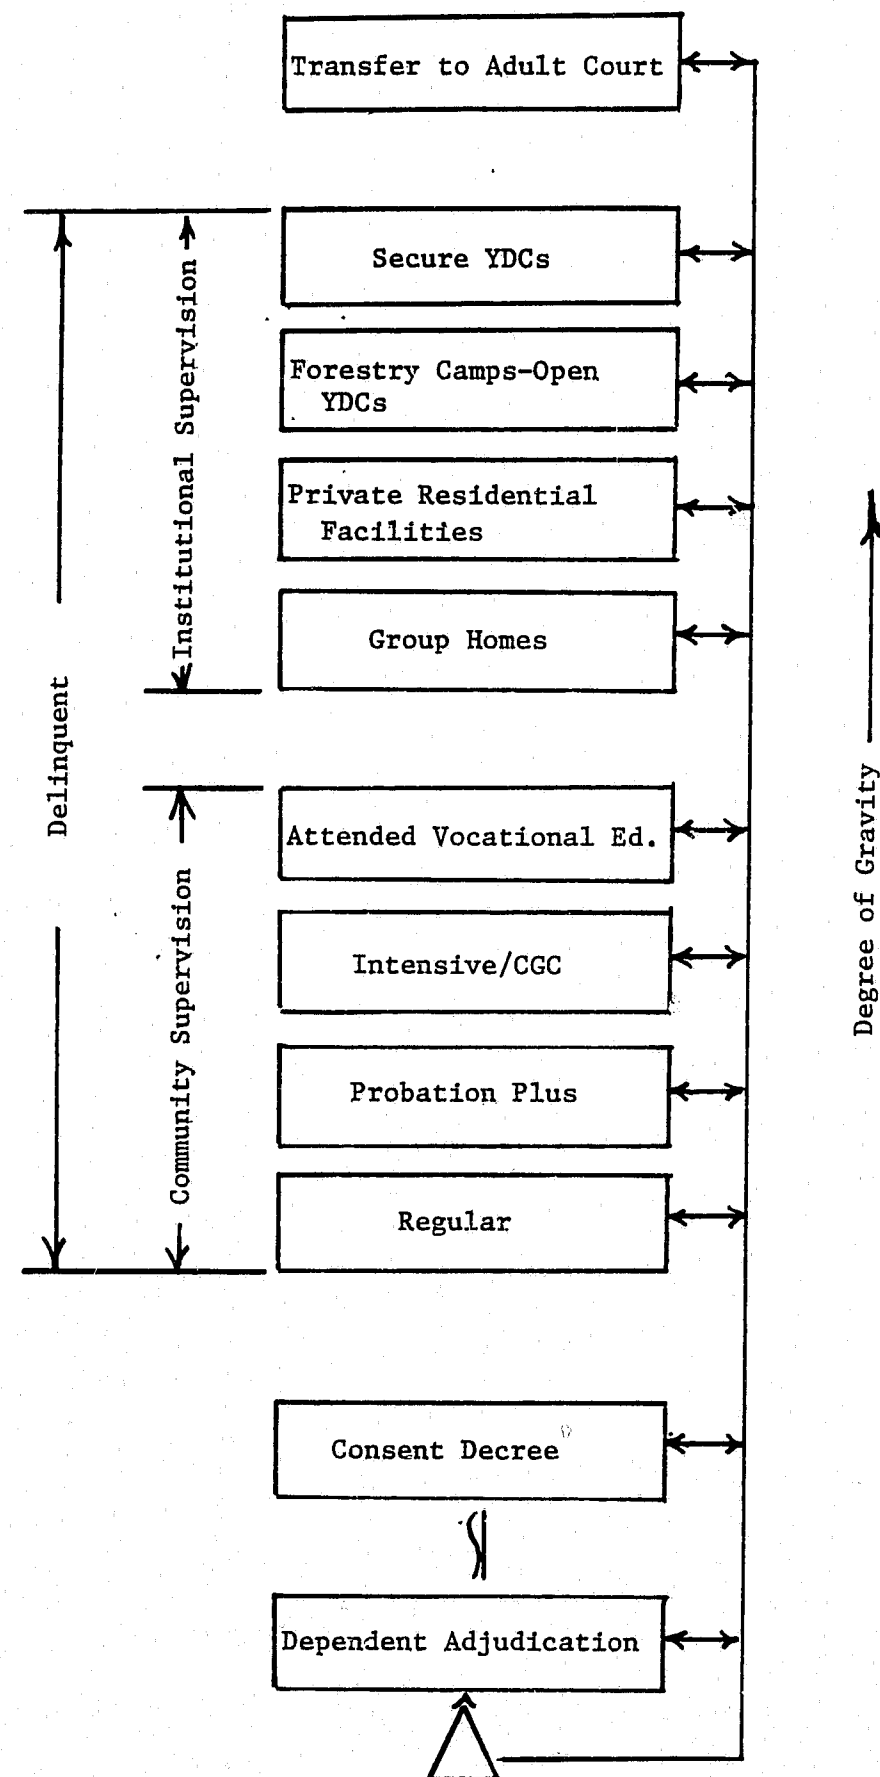 Transfer to Adult Court
Secure YDCs
Institutional Supervision
Forestry Camps-Open
YDCs
Private Residential
Facilities
Group Homes
Delinquent
Attended Vocational Ed.
Degree of Gravity
Community Supervision
Intensive/CGC
Probation Plus
Regular
Consent Decree
Dependent Adjudication